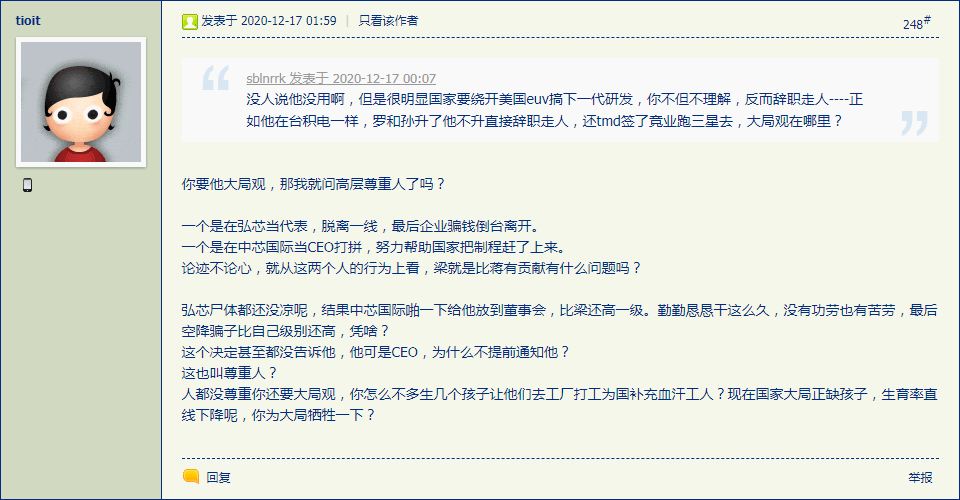 tioit
发表于 2020-12-17 01:59 | 只看该作者
248#
sblnrrk 发表于 2020-12-17 00:07
没人说他没用啊，但是很明显国家要绕开美国euv搞下一代研发，你不但不理解，反而辞职走人----正
如他在台积电一样，罗和孙升了他不升直接辞职走人，还tmd签了竞业跑三星去，大局观在哪里？
你要他大局观，那我就问高层尊重人了吗？
一个是在弘芯当代表，脱离一线，最后企业骗钱倒台离开。
一个是在中芯国际当CEO打拼，努力帮助国家把制程赶了上来。
论迹不论心，就从这两个人的行为上看，梁就是比蒋有贡献有什么问题吗？
弘芯尸体都还没凉呢，结果中芯国际啪一下给他放到董事会，比梁还高一级。勤勤恳恳干这么久，没有功劳也有苦劳，最后
空降骗子比自己级别还高，凭啥？
这个决定甚至都没告诉他，他可是CEO，为什么不提前通知他？
这也叫尊重人？
人都没尊重你还要大局观，你怎么不多生几个孩子让他们去工厂打工为国补充血汗工人？现在国家大局正缺孩子，生育率直
线下降呢，你为大局牺牲一下？
回复
举报